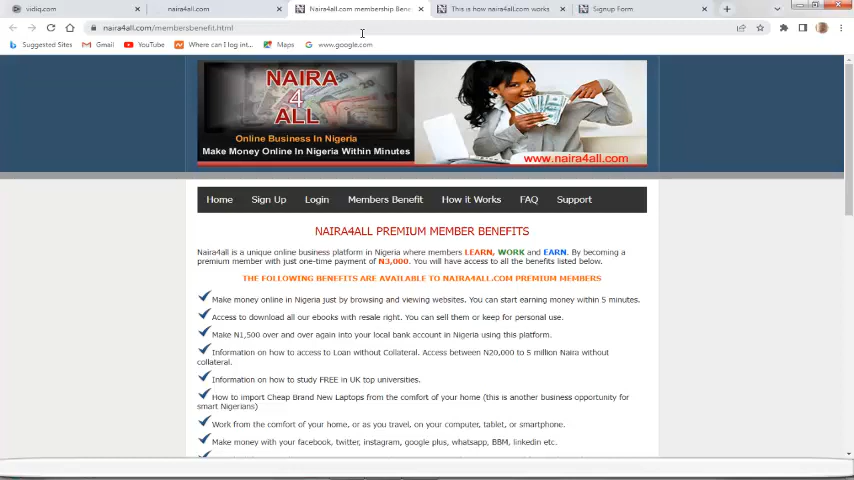 vidiq.com
naira4all.com
Naira4all.com membership Bene
This is how naira4all.com works
Signup Form
naira4all.com/membersbenefit.html
Suggested Sites
Gmail
YouTube
Where can I log int...
Maps
www.google.com
NAIRA
4
ALL
Online Business In Nigeria
Make Money Online In Nigeria Within Minutes
www.naira4all.com
Home
Sign Up
Login
Members Benefit
How it Works
FAQ
Support
NAIRA4ALL PREMIUM MEMBER BENEFITS
Naira4all is a unique online business platform in Nigeria where members LEARN, WORK and EARN. By becoming a
premium member with just one-time payment of N3,000. You will have access to all the benefits listed below.
THE FOLLOWING BENEFITS ARE AVAILABLE TO NAIRA4ALL.COM PREMIUM MEMBERS
Make money online in Nigeria just by browsing and viewing websites. You can start earning money within 5 minutes.
Access to download all our ebooks with resale right. You can sell them or keep for personal use.
Make N1,500 over and over again into your local bank account in Nigeria using this platform.
Information on how to access to Loan without Collateral. Access between N20,000 to 5 million Naira without
collateral.
Information on how to study FREE in UK top universities.
How to import Cheap Brand New Laptops from the comfort of your home (this is another business opportunity for
smart Nigerians)
Work from the comfort of your home, or as you travel, on your computer, tablet, or smartphone.
Make money with your facebook, twitter, instagram, google plus, whatsapp, BBM, linkedin etc.